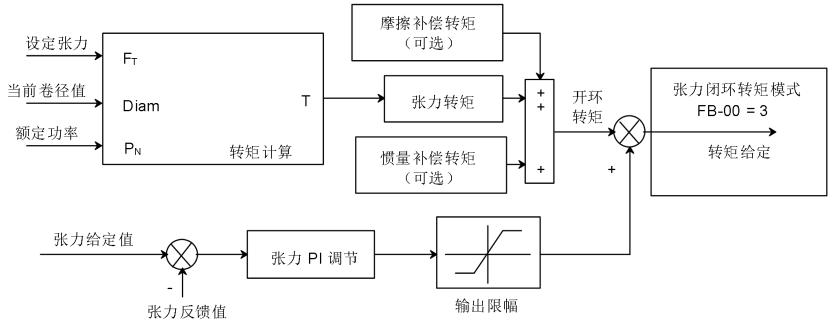 设定张力
当前卷径值
额定功率
FT
Diam
PN
T
转矩计算
摩擦补偿转矩
（可选）
张力转矩
惯量补偿转矩
（可选）
+
+
+
开环
转矩
+
张力闭环转矩模式
FB-00 = 3
转矩给定
张力给定值
-
张力反馈值
张力 PI 调节
输出限幅